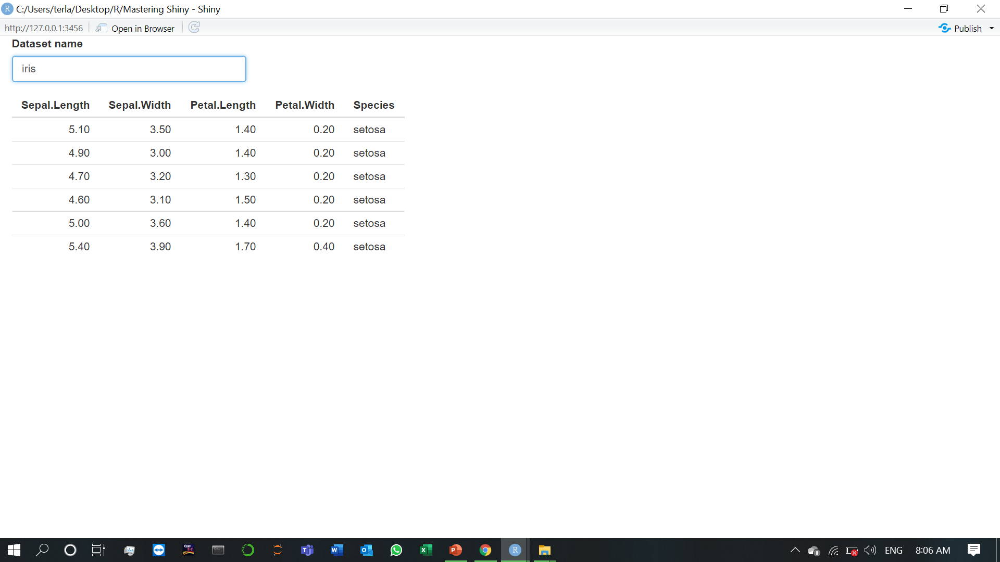 C:/Users/terla/Desktop/R/Mastering Shiny - Shiny
http://127.0.0.1:3456 Open in Browser Publish
Dataset name
iris
Sepal.Length Sepal.Width Petal.Length Petal.Width Species
5.10 3.50 1.40 0.20 setosa
4.90 3.00 1.40 0.20 setosa
4.70 3.20 1.30 0.20 setosa
4.60 3.10 1.50 0.20 setosa
5.00 3.60 1.40 0.20 setosa
5.40 3.90 1.70 0.40 setosa
ENG 8:06 AM